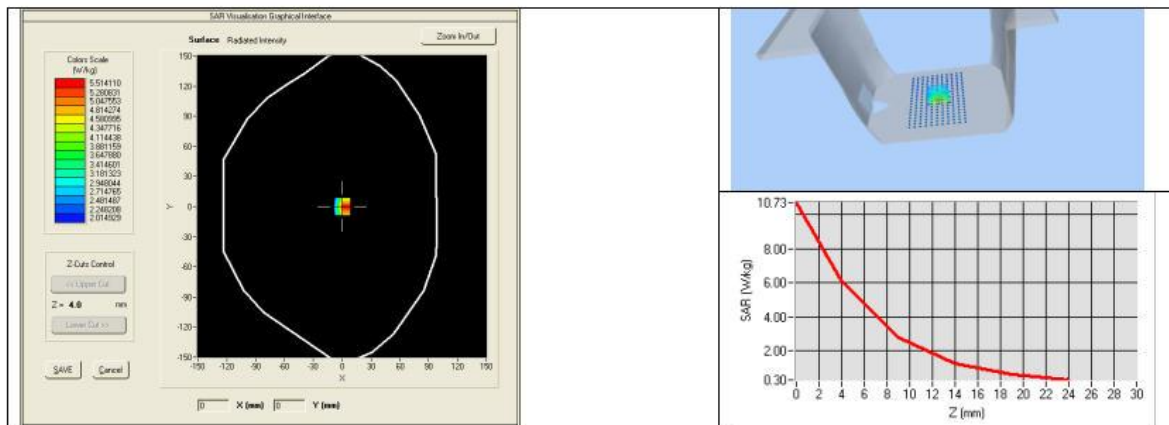 SAR Visualisation Graphical Interface
Surface Radiated Intensity
Zoom In/Out
Colors Scale
(W/kg)
5.514110
5.280831
5.047553
4.814274
4.580995
4.347716
4.114438
3.881159
3.647880
3.414601
3.181323
2.948044
2.714765
2.481487
2.248208
2.014929
Z-Cuts Control
<< Upper Cut
Z = 4.0 mm
Lower Cut >>
SAVE
Cancel
150
120
90
60
30
0
-30
-60
-90
-120
-150
Y
-150 -120 -90 -60 -30 0 30 60 90 120 150
X
0 X (mm) 0 Y (mm)
10.73
8.00
6.00
4.00
2.00
0.30
SAR (W/kg)
0 2 4 6 8 10 12 14 16 18 20 22 24 26 28 30
Z (mm)